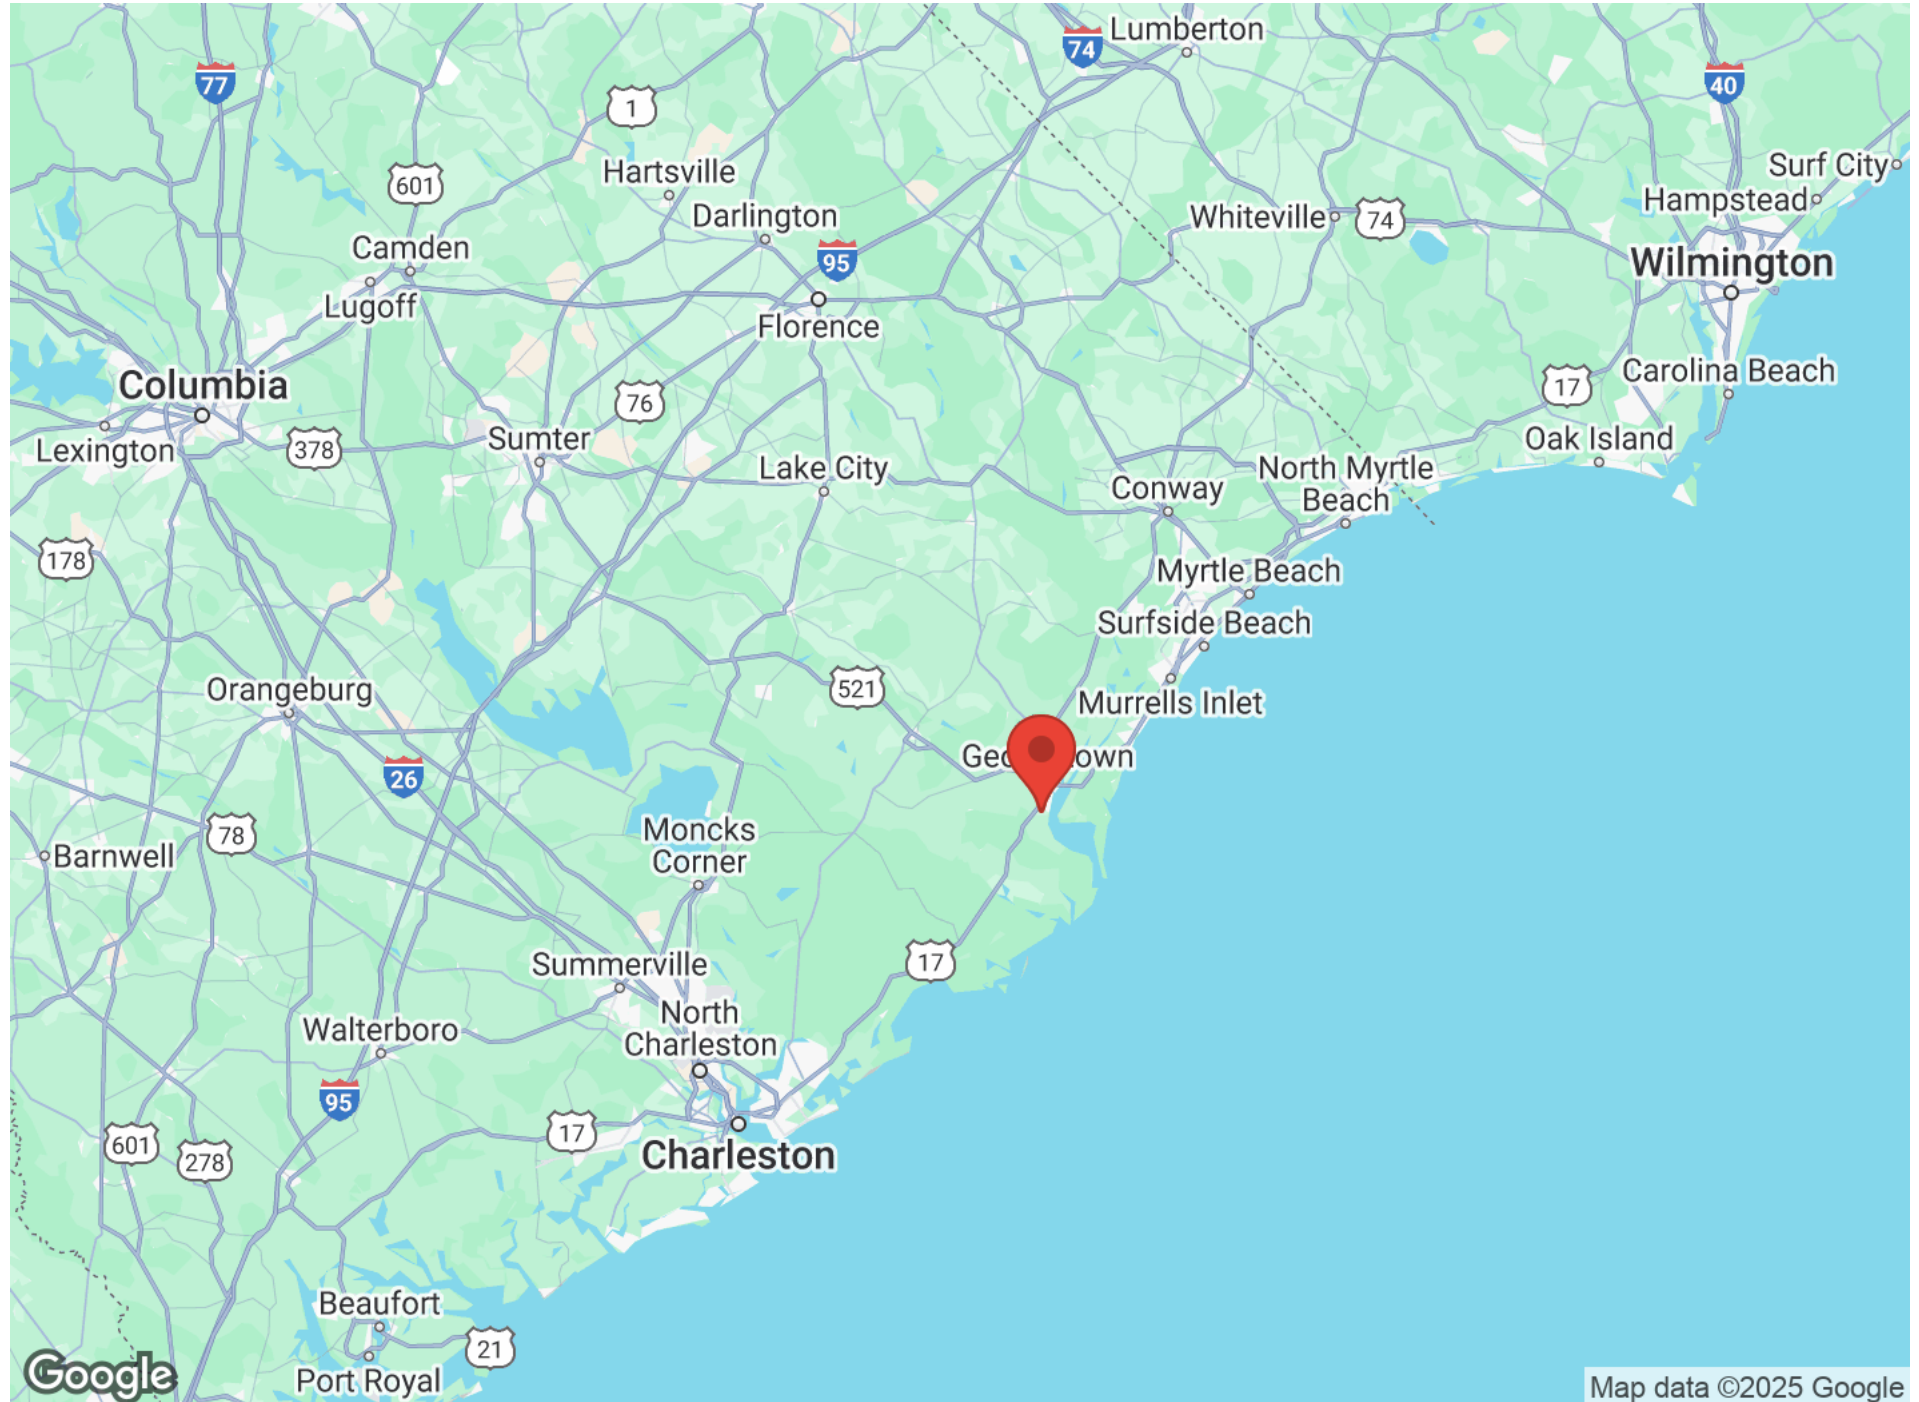 Lumberton
74
77
40
1
Surf City
Hartsville
601
Hampstead
Darlington
Whiteville
74
Camden
95
Wilmington
Lugoff
Florence
Columbia
Carolina Beach
17
76
Sumter
Oak Island
378
Lexington
Lake City
North Myrtle
Beach
Conway
178
Myrtle Beach
Surfside Beach
Orangeburg
521
Murrells Inlet
26
78
Moncks
Corner
Barnwell
17
Summerville
North
Charleston
Walterboro
95
17
601
278
Charleston
Beaufort
21
Port Royal
Google
Map data ©2025 Google